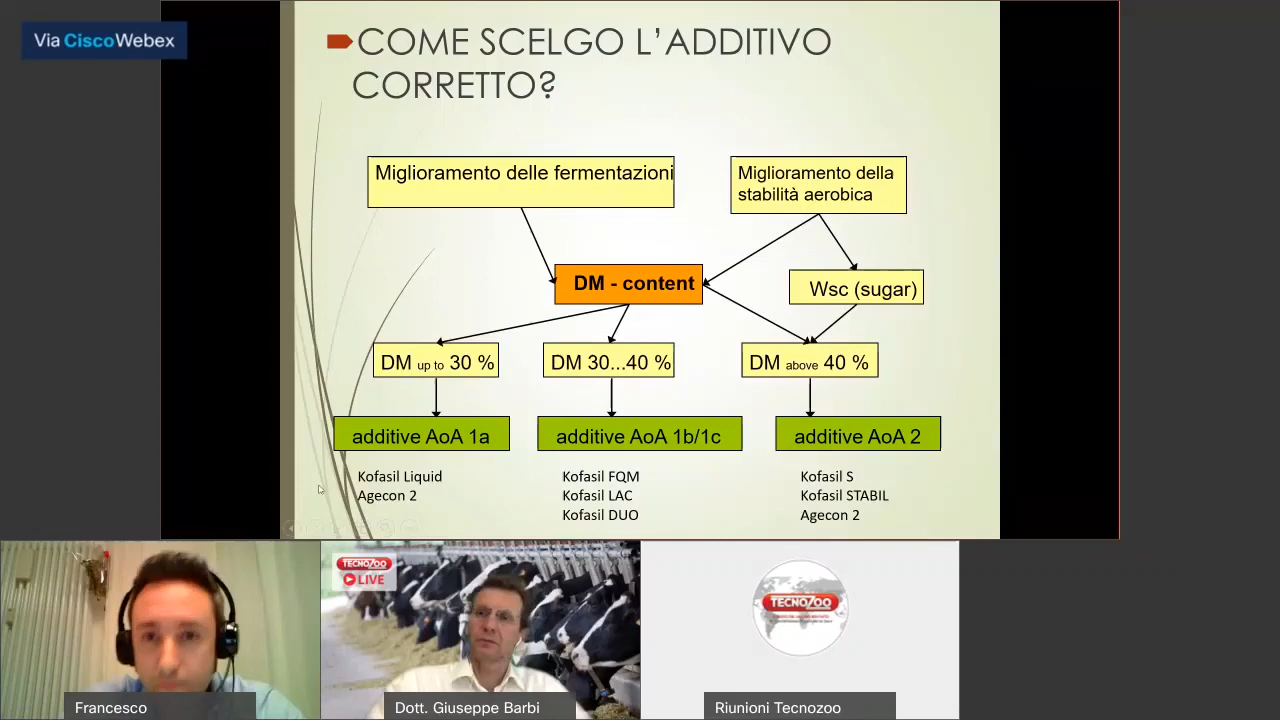 Via Cisco Webex
COME SCELGO L'ADDITIVO
CORRETTO?
Miglioramento delle fermentazioni
Miglioramento della
stabilità aerobica
DM - content
Wsc (sugar)
DM up to 30 %
DM 30...40 %
DM above 40 %
additive AoA 1a
additive AoA 1b/1c
additive AoA 2
Kofasil Liquid
Agecon 2
Kofasil FQM
Kofasil LAC
Kofasil DUO
Kofasil S
Kofasil STABIL
Agecon 2
TECNOZOO
LIVE
TECNOZOO
Francesco
Dott. Giuseppe Barbi
Riunioni Tecnozoo